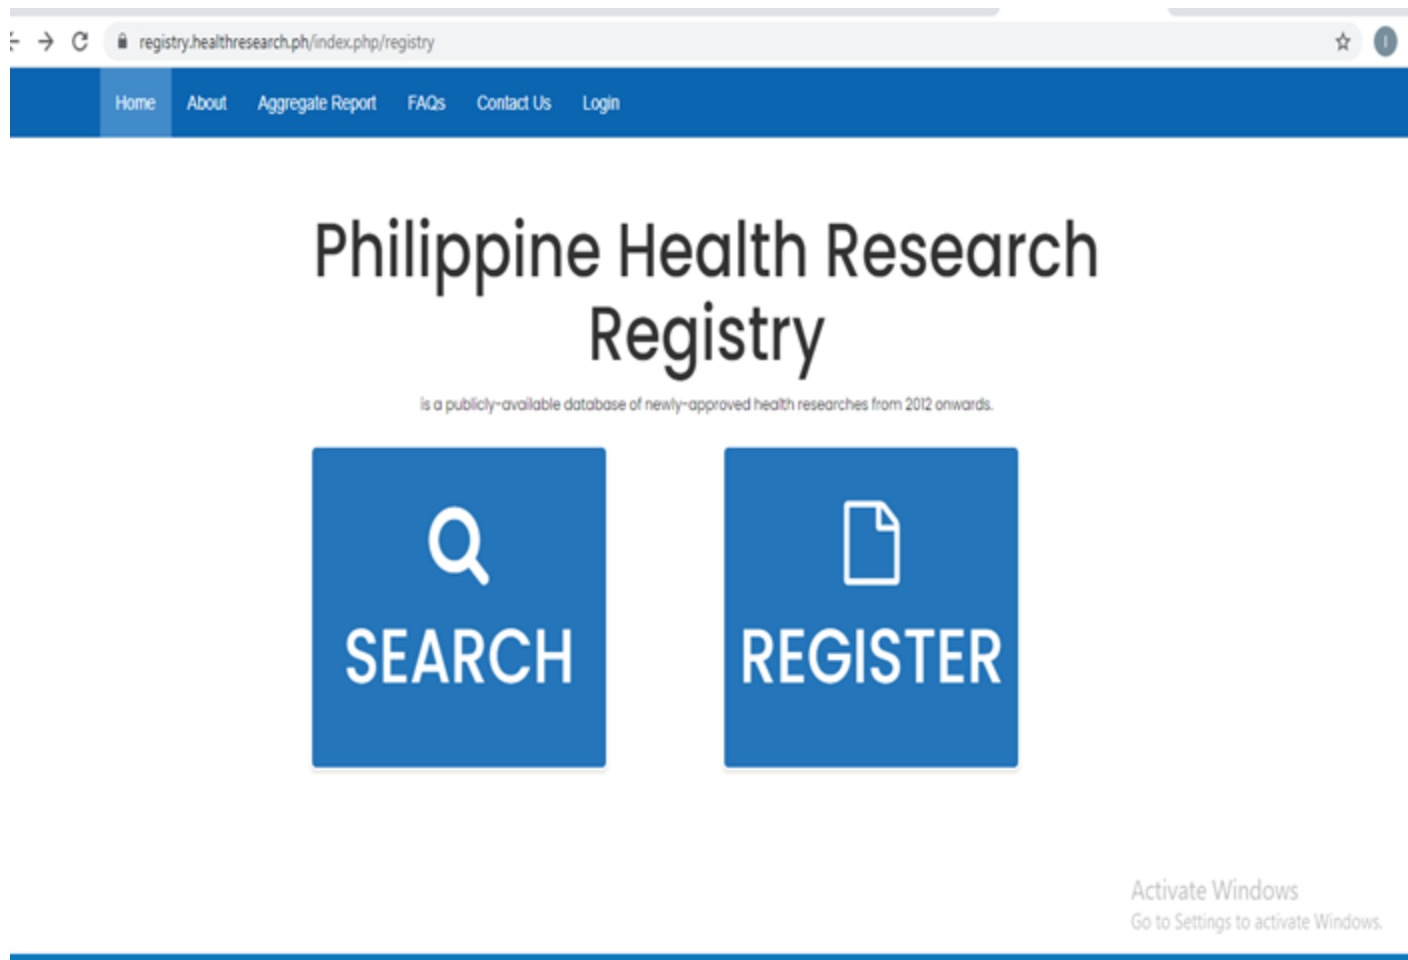 registry.healthresearch.ph/index.php/registry
Home About Aggregate Report FAQs Contact Us Login
Philippine Health Research
Registry
is a publicly-available database of newly-approved health researches from 2012 onwards.
SEARCH REGISTER
Activate Windows
Go to Settings to activate Windows.